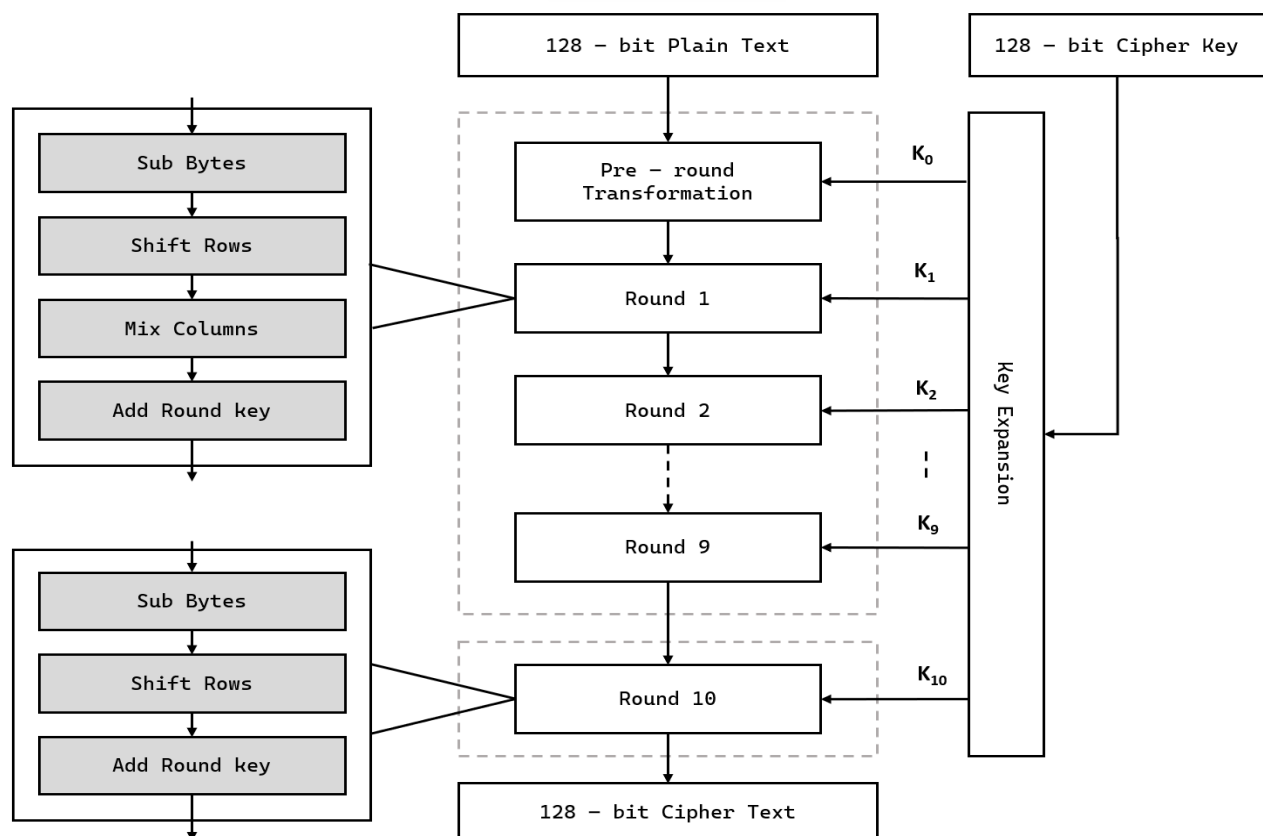 128 – bit Plain Text
128 – bit Cipher Key
Sub Bytes
Shift Rows
Mix Columns
Add Round key
Pre – round
Transformation
K₀
Round 1
K₁
Round 2
K₂
Key Expansion
Round 9
K₉
Sub Bytes
Shift Rows
Add Round key
Round 10
K₁₀
128 – bit Cipher Text